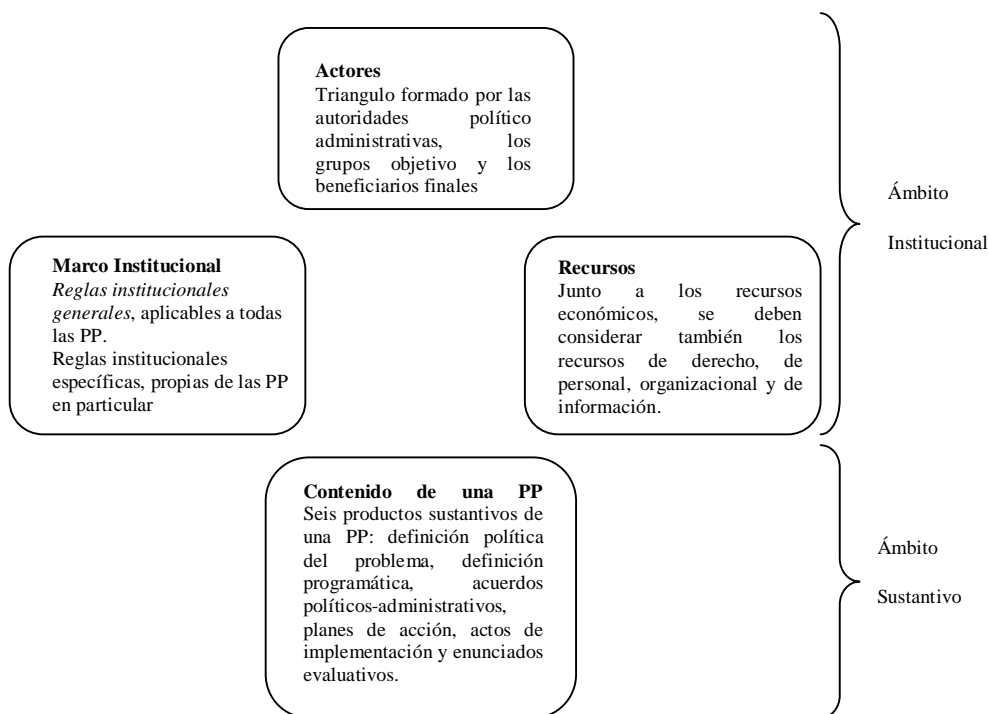 Actores
Triangulo formado por las
autoridades político
administrativas, los
grupos objetivo y los
beneficiarios finales
Ámbito
Institucional
Marco Institucional
Reglas institucionales
generales, aplicables a todas
las PP.
Reglas institucionales
específicas, propias de las PP
en particular
Recursos
Junto a los recursos
económicos, se deben
considerar también los
recursos de derecho, de
personal, organizacional y de
información.
Contenido de una PP
Seis productos sustantivos de
una PP: definición política
del problema, definición
programática, acuerdos
políticos-administrativos,
planes de acción, actos de
implementación y enunciados
evaluativos.
Ámbito
Sustantivo